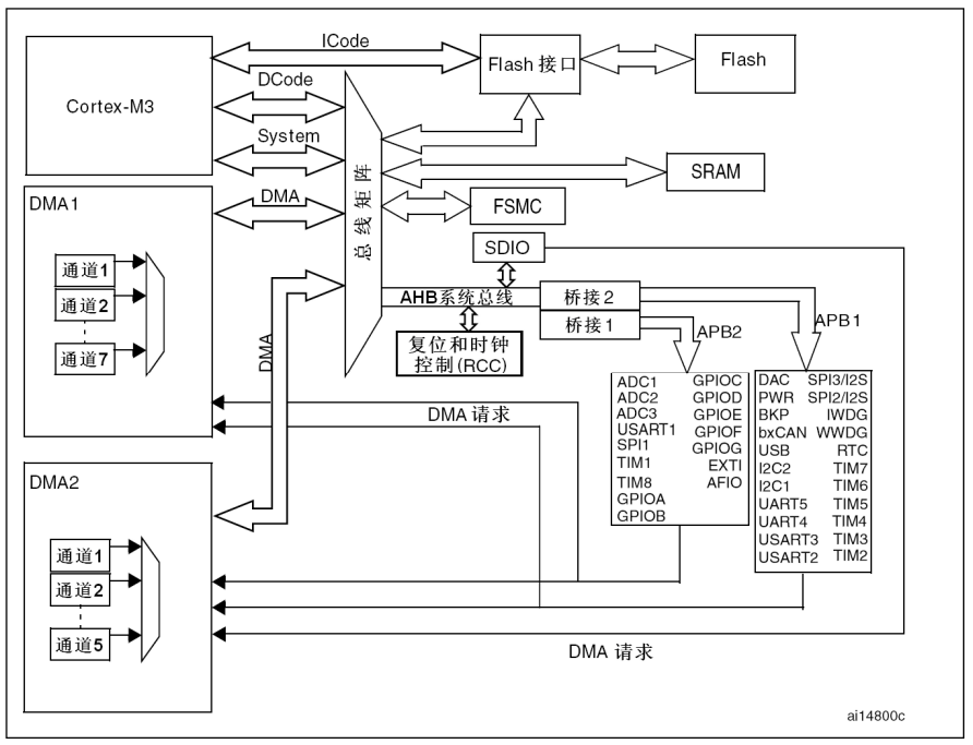 ICode
Flash 接口
Flash
Cortex-M3
DCode
System
总线矩阵
SRAM
DMA1
DMA
FSMC
SDIO
通道1
通道2
通道7
AHB系统总线
桥接2
桥接1
APB2
APB1
复位和时钟
控制(RCC)
DMA
DMA 请求
ADC1 GPIOC
ADC2 GPIOD
ADC3 GPIOE
USART1 GPIOF
SPI1 GPIOG
TIM1 EXTI
TIM8 AFIO
GPIOA
GPIOB
DAC SPI3/I2S
PWR SPI2/I2S
BKP IWDG
bxCAN WWDG
USB RTC
I2C2 TIM7
I2C1 TIM6
UART5 TIM5
UART4 TIM4
USART3 TIM3
USART2 TIM2
DMA2
通道1
通道2
通道5
DMA 请求
ai14800c